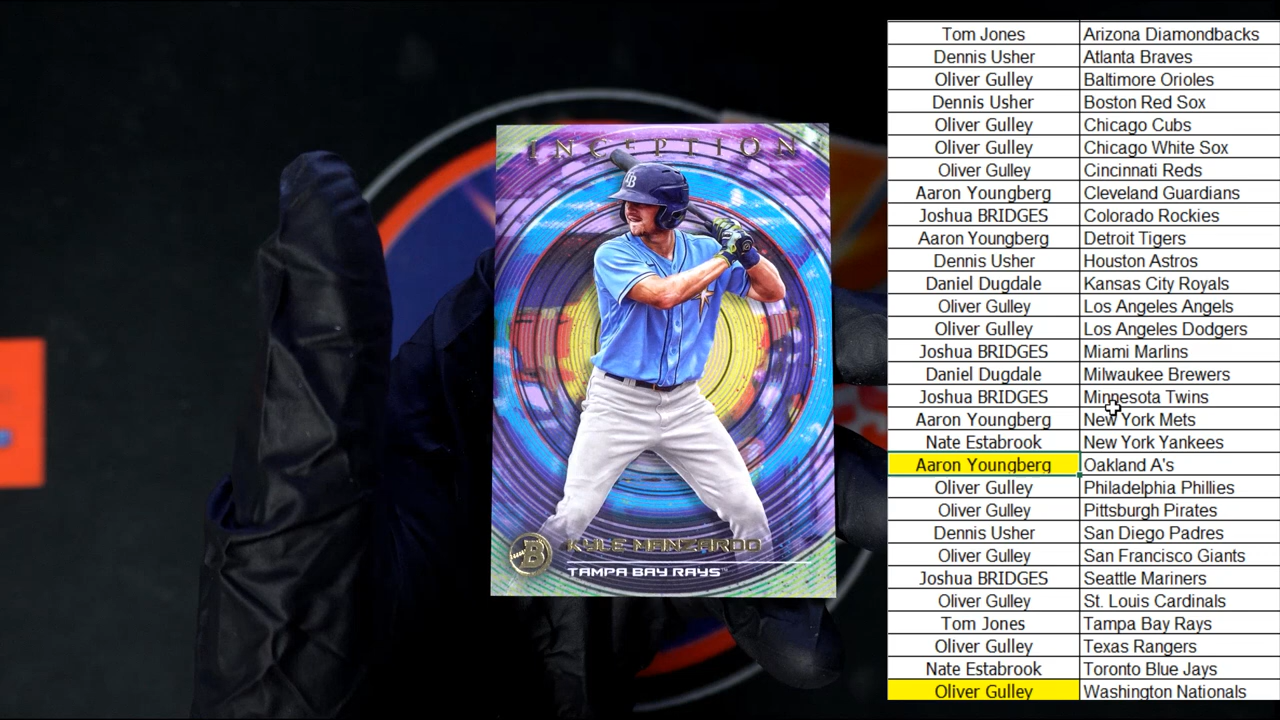 INCEPTION
TB
B
KYLE MANZARDO
TAMPA BAY RAYS™
Tom Jones Arizona Diamondbacks
Dennis Usher Atlanta Braves
Oliver Gulley Baltimore Orioles
Dennis Usher Boston Red Sox
Oliver Gulley Chicago Cubs
Oliver Gulley Chicago White Sox
Oliver Gulley Cincinnati Reds
Aaron Youngberg Cleveland Guardians
Joshua BRIDGES Colorado Rockies
Aaron Youngberg Detroit Tigers
Dennis Usher Houston Astros
Daniel Dugdale Kansas City Royals
Oliver Gulley Los Angeles Angels
Oliver Gulley Los Angeles Dodgers
Joshua BRIDGES Miami Marlins
Daniel Dugdale Milwaukee Brewers
Joshua BRIDGES Minnesota Twins
Aaron Youngberg New York Mets
Nate Estabrook New York Yankees
Aaron Youngberg Oakland A's
Oliver Gulley Philadelphia Phillies
Oliver Gulley Pittsburgh Pirates
Dennis Usher San Diego Padres
Oliver Gulley San Francisco Giants
Joshua BRIDGES Seattle Mariners
Oliver Gulley St. Louis Cardinals
Tom Jones Tampa Bay Rays
Oliver Gulley Texas Rangers
Nate Estabrook Toronto Blue Jays
Oliver Gulley Washington Nationals